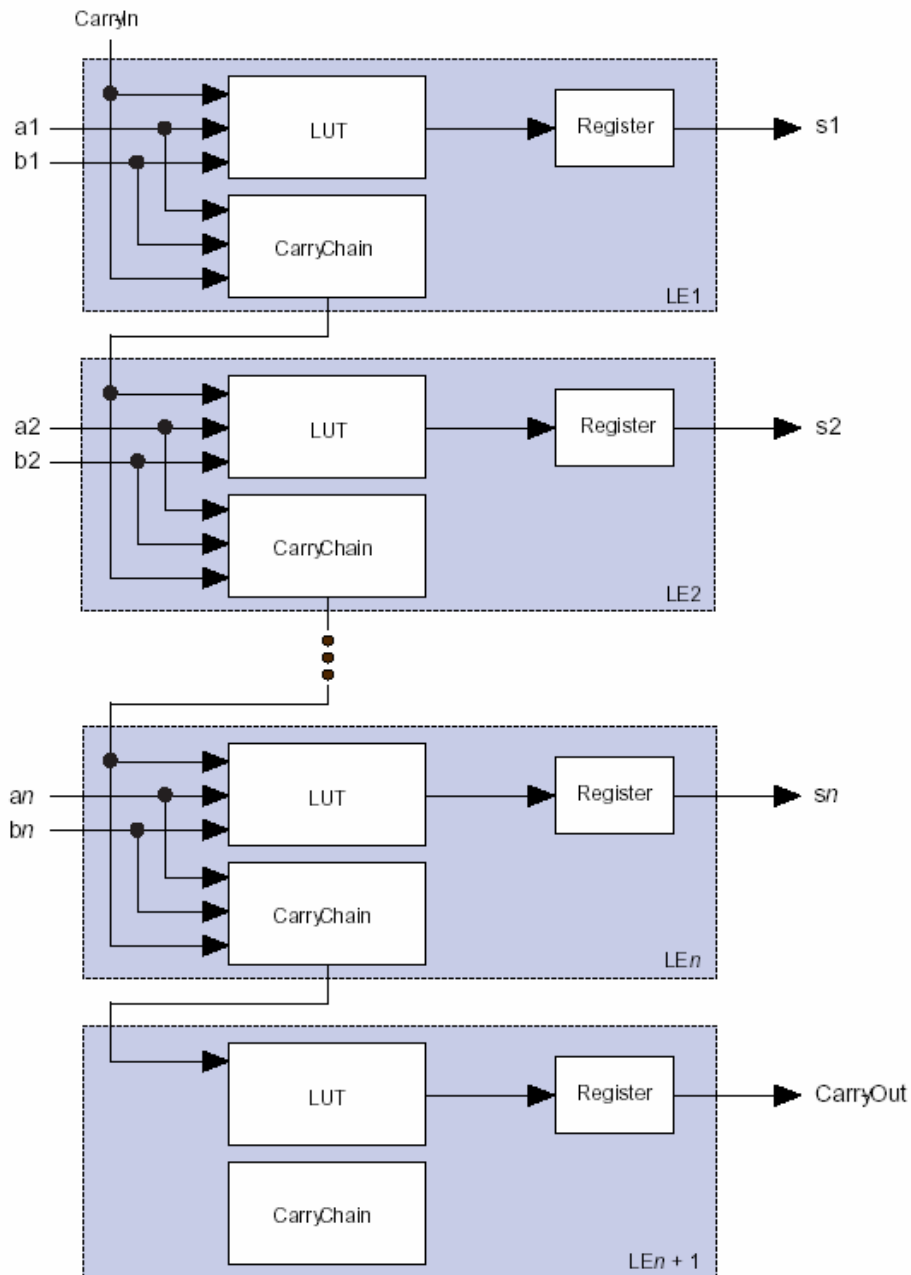 CarryIn
a1
b1
LUT
Register
s1
CarryChain
LE1
a2
b2
LUT
Register
s2
CarryChain
LE2
an
bn
LUT
Register
sn
CarryChain
LEn
LUT
Register
CarryOut
CarryChain
LEn + 1